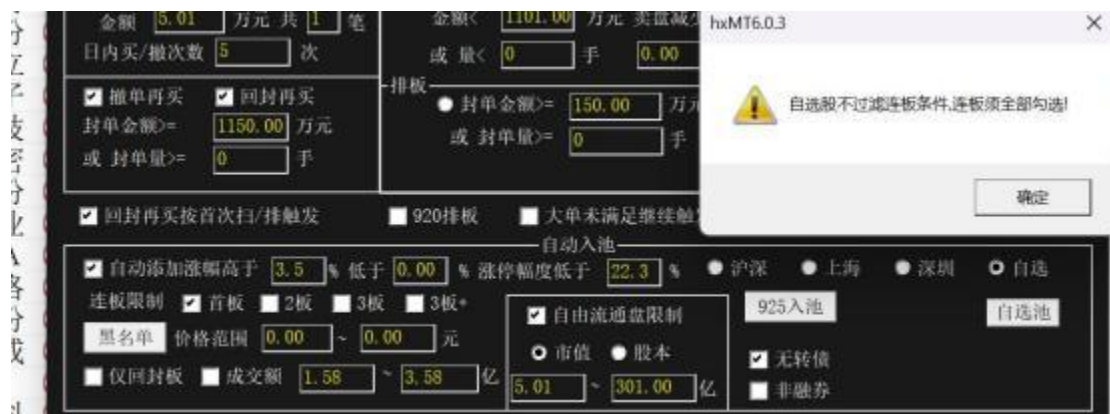 金额 5.01 万元 共 1 笔
日内买/撤次数 5 次
撤单再买 回封再买
封单金额>= 1150.00 万元
或 封单量>= 0 手
金额< 1101.00 万元 卖盘减少
或 量< 0 手 0.00
排板
封单金额>= 150.00 万元
或 封单量>= 0 手
hxMT6.0.3
自选股不过滤连板条件,连板须全部勾选!
确定
回封再买按首次扫/排触发 920排板 大单未满足继续触
自动入池
自动添加涨幅高于 3.5 % 低于 0.00 % 涨停幅度低于 22.3 % 沪深 上海 深圳 自选
连板限制 首板 2板 3板 3板+
黑名单 价格范围 0.00 ~ 0.00 元
仅回封板 成交额 1.58 ~ 3.58 亿
自由流通盘限制
市值 股本
5.01 ~ 301.00 亿
925入池 自选池
无转债
非融券